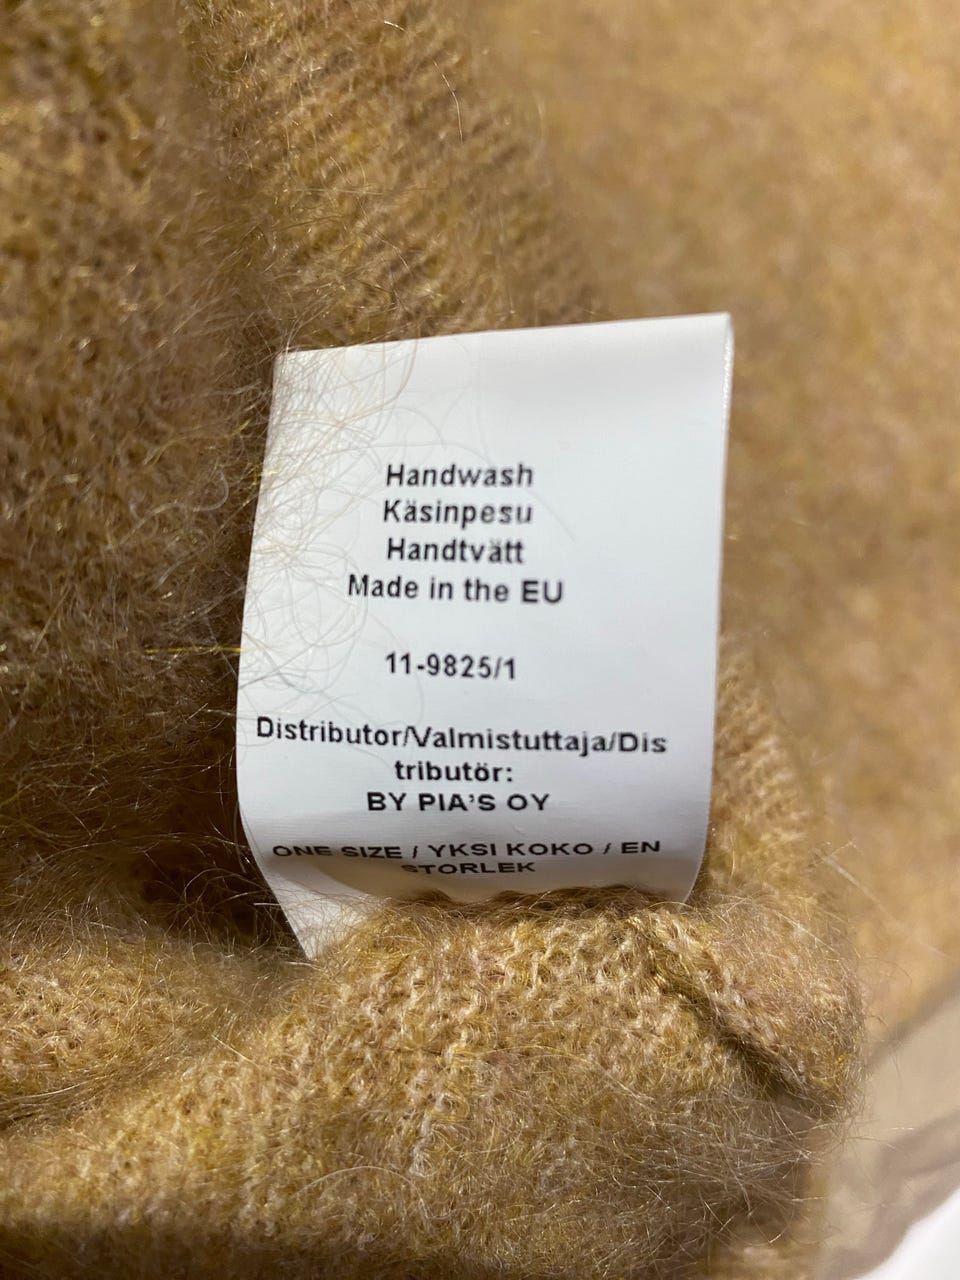 Handwash
Käsinpesu
Handtvätt
Made in the EU
11-9825/1
Distributor/Valmistuttaja/Dis
tributör:
BY PIA'S OY
ONE SIZE / YKSI KOKO / EN
STORLEK